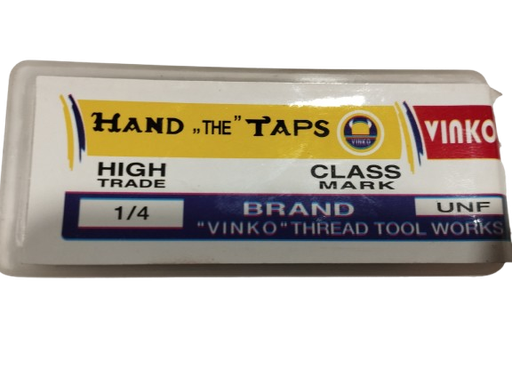 HAND „THE” TAPS
VINKO
VINKO
HIGH
TRADE
CLASS
MARK
1/4
BRAND
UNF
"VINKO" THREAD TOOL WORKS